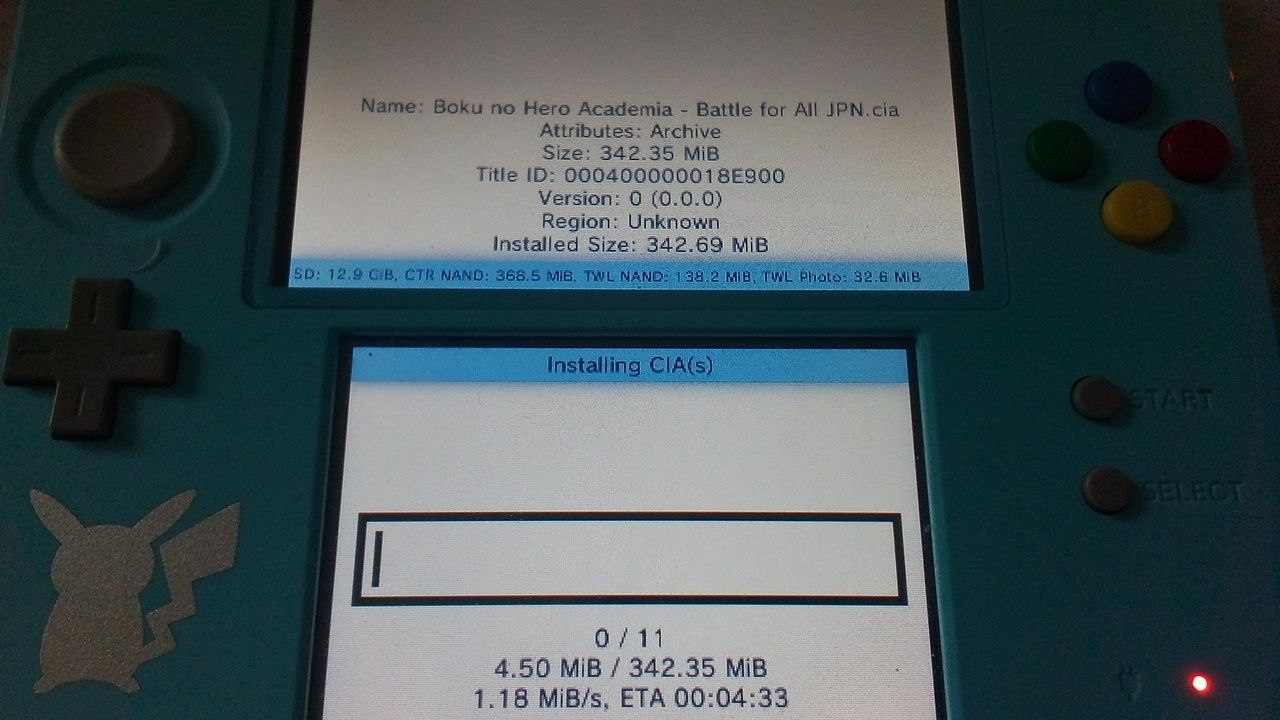 Name: Boku no Hero Academia - Battle for All JPN.cia
Attributes: Archive
Size: 342.35 MiB
Title ID: 000400000018E900
Version: 0 (0.0.0)
Region: Unknown
Installed Size: 342.69 MiB
SD: 12.9 GiB, CTR NAND: 368.5 MiB, TWL NAND: 138.2 MiB, TWL Photo: 32.6 MiB
Installing CIA(s)
START
SELECT
0 / 11
4.50 MiB / 342.35 MiB
1.18 MiB/s, ETA 00:04:33